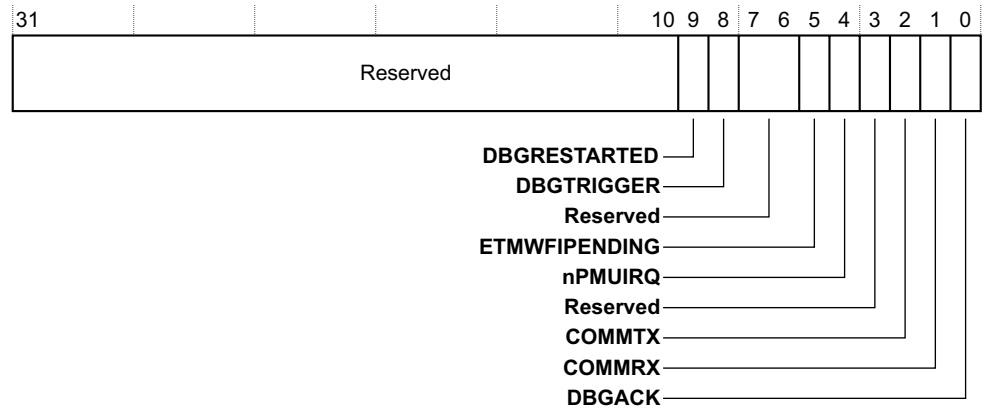 31 10 9 8 7 6 5 4 3 2 1 0
Reserved
DBGRESTARTED
DBGTRIGGER
Reserved
ETMWFIPENDING
nPMUIRQ
Reserved
COMMTX
COMMRX
DBGACK